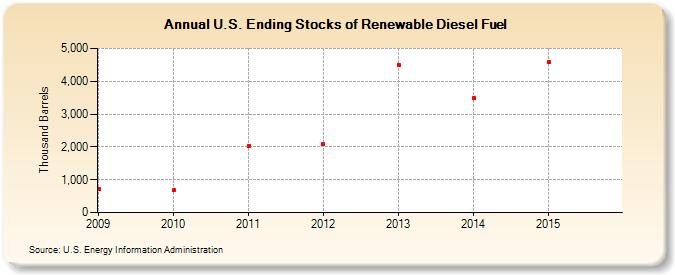 Annual U.S. Ending Stocks of Renewable Diesel Fuel
Thousand Barrels
5,000
4,000
3,000
2,000
1,000
0
2009 2010 2011 2012 2013 2014 2015
Source: U.S. Energy Information Administration